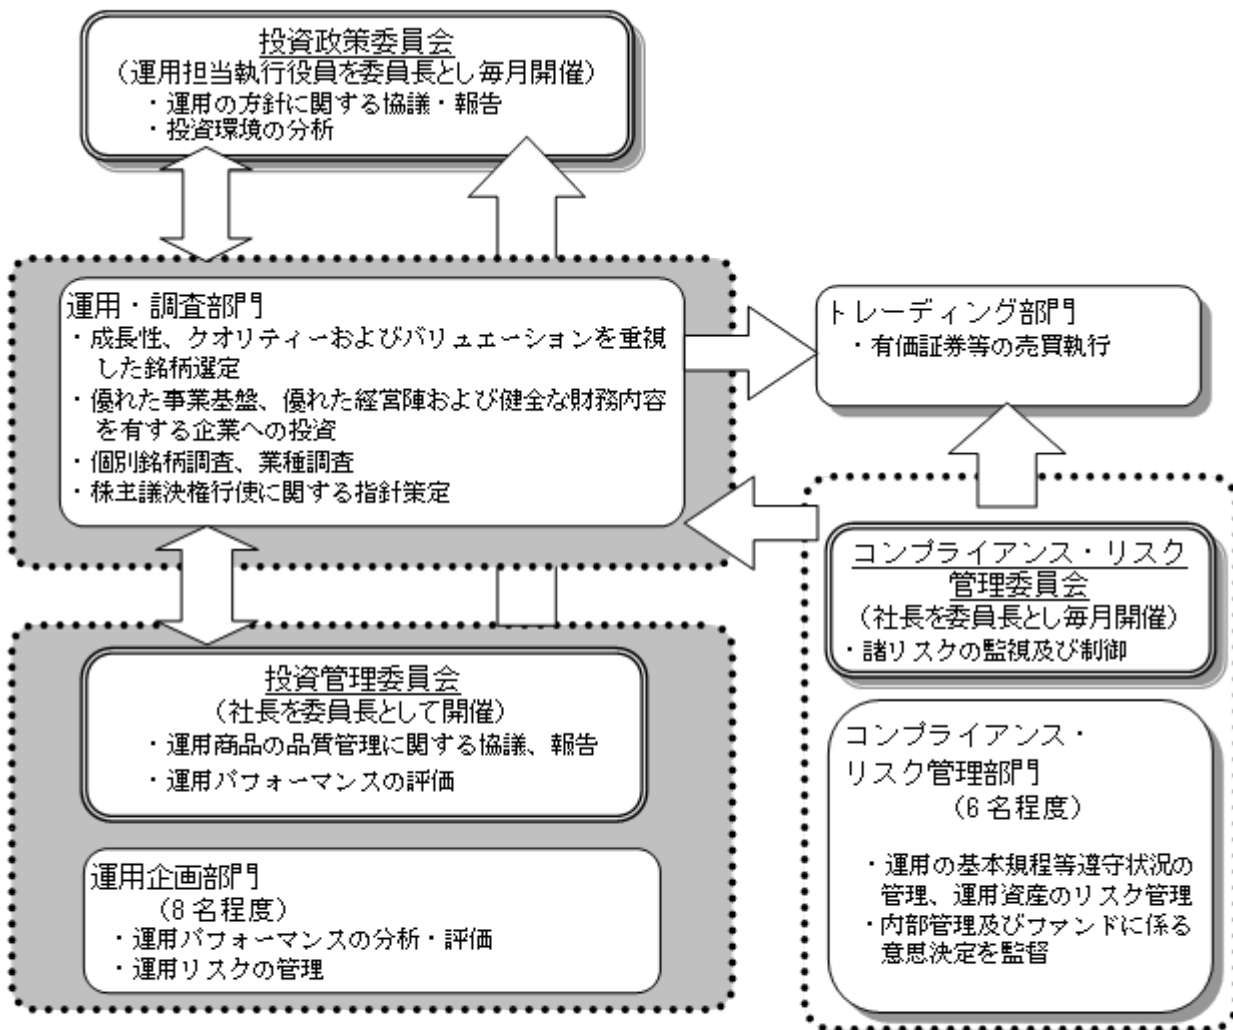 投資政策委員会
（運用担当執行役員を委員長とし毎月開催）
・運用の方針に関する協議・報告
・投資環境の分析
運用・調査部門
・成長性、クオリティーおよびバリュエーションを重視
した銘柄選定
・優れた事業基盤、優れた経営陣および健全な財務内容
を有する企業への投資
・個別銘柄調査、業種調査
・株主議決権行使に関する指針策定
トレーディング部門
・有価証券等の売買執行
コンプライアンス・リスク
管理委員会
（社長を委員長とし毎月開催）
・諸リスクの監視及び制御
投資管理委員会
（社長を委員長として開催）
・運用商品の品質管理に関する協議、報告
・運用パフォーマンスの評価
運用企画部門
（8名程度）
・運用パフォーマンスの分析・評価
・運用リスクの管理
コンプライアンス・
リスク管理部門
（6名程度）
・運用の基本規程等遵守状況の
管理、運用資産のリスク管理
・内部管理及びファンドに係る
意思決定を監督